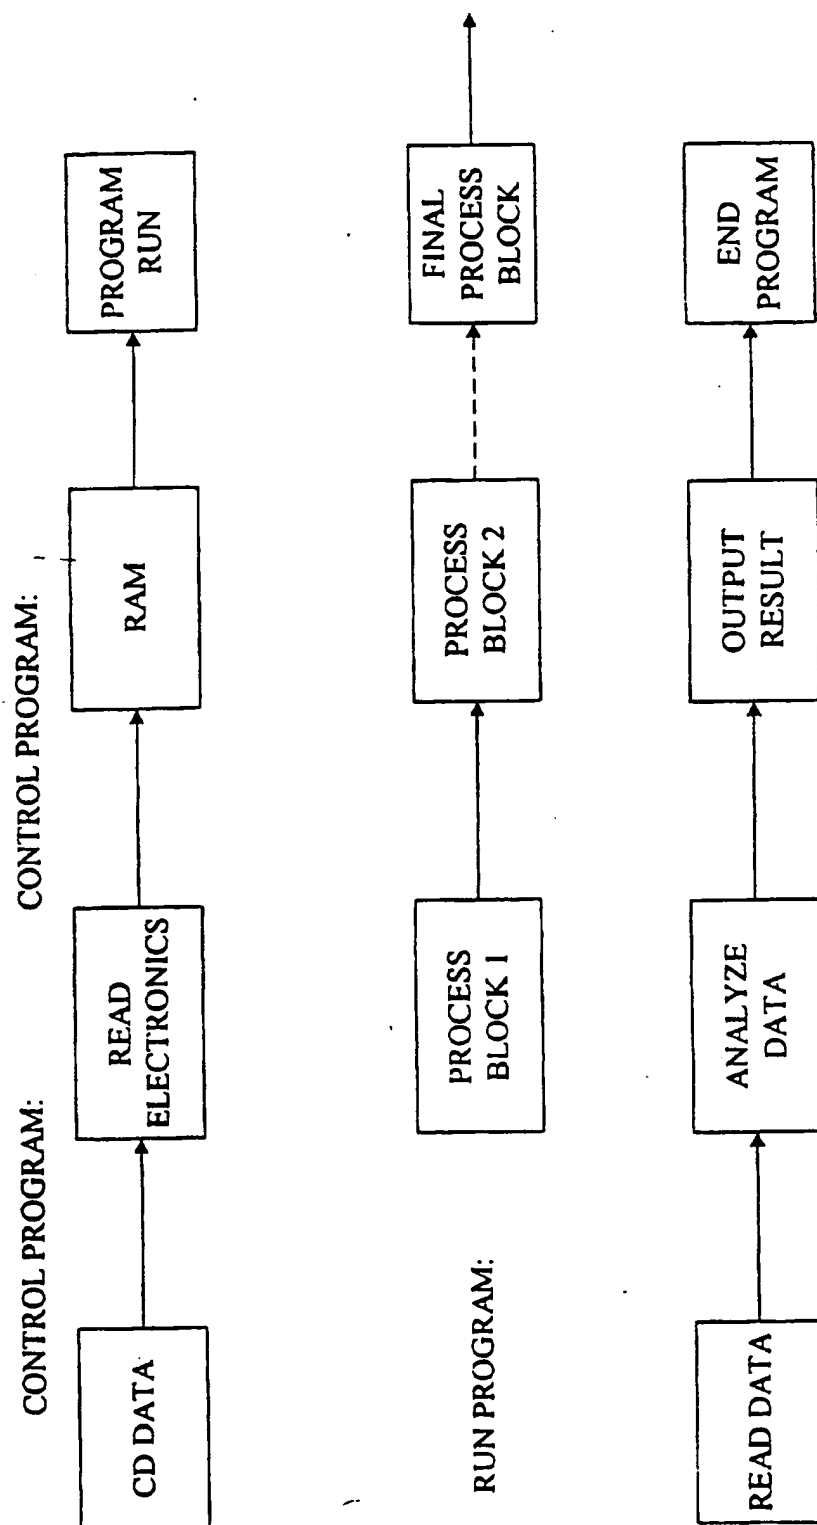 CONTROL PROGRAM:
CONTROL PROGRAM:
CD DATA
READ
ELECTRONICS
RAM
PROGRAM
RUN
RUN PROGRAM:
PROCESS
BLOCK 1
PROCESS
BLOCK 2
FINAL
PROCESS
BLOCK
READ DATA
ANALYZE
DATA
OUTPUT
RESULT
END
PROGRAM